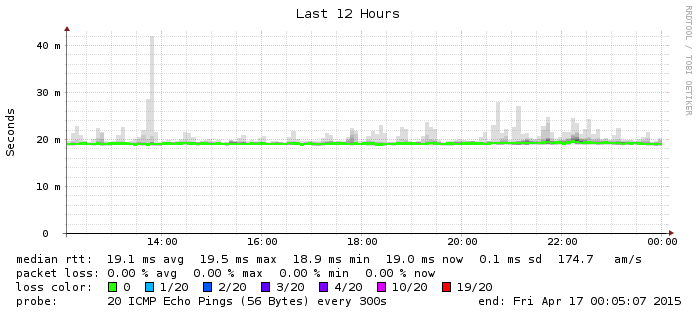 Last 12 Hours
RRDTOOL / TOBI OETIKER
Seconds
40 m
30 m
20 m
10 m
0
14:00 16:00 18:00 20:00 22:00 00:00
median rtt: 19.1 ms avg 19.5 ms max 18.9 ms min 19.0 ms now 0.1 ms sd 174.7 am/s
packet loss: 0.00 % avg 0.00 % max 0.00 % min 0.00 % now
loss color: 0 1/20 2/20 3/20 4/20 10/20 19/20
probe: 20 ICMP Echo Pings (56 Bytes) every 300s end: Fri Apr 17 00:05:07 2015